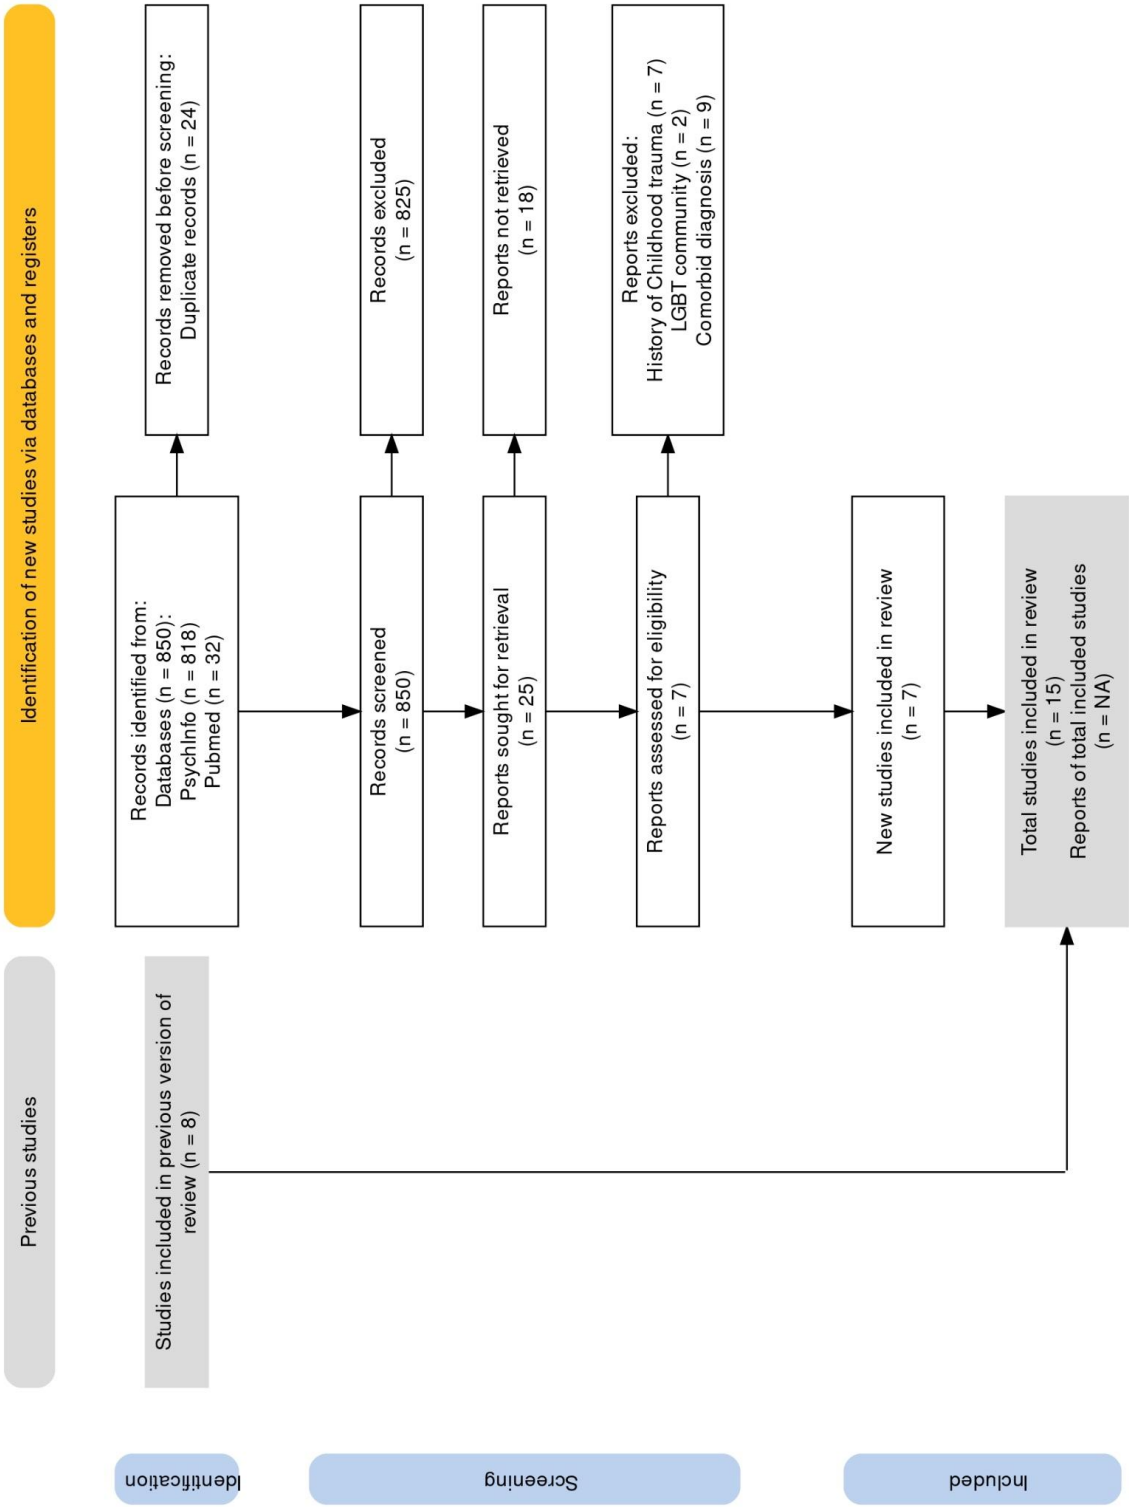 Previous studies
Identification of new studies via databases and registers
Identification
Studies included in previous version of
review (n = 8)
Records identified from:
Databases (n = 850):
PsychInfo (n = 818)
Pubmed (n = 32)
Records removed before screening:
Duplicate records (n = 24)
Screening
Records screened
(n = 850)
Records excluded
(n = 825)
Reports sought for retrieval
(n = 25)
Reports not retrieved
(n = 18)
Reports assessed for eligibility
(n = 7)
Reports excluded:
History of Childhood trauma (n = 7)
LGBT community (n = 2)
Comorbid diagnosis (n = 9)
Included
New studies included in review
(n = 7)
Total studies included in review
(n = 15)
Reports of total included studies
(n = NA)